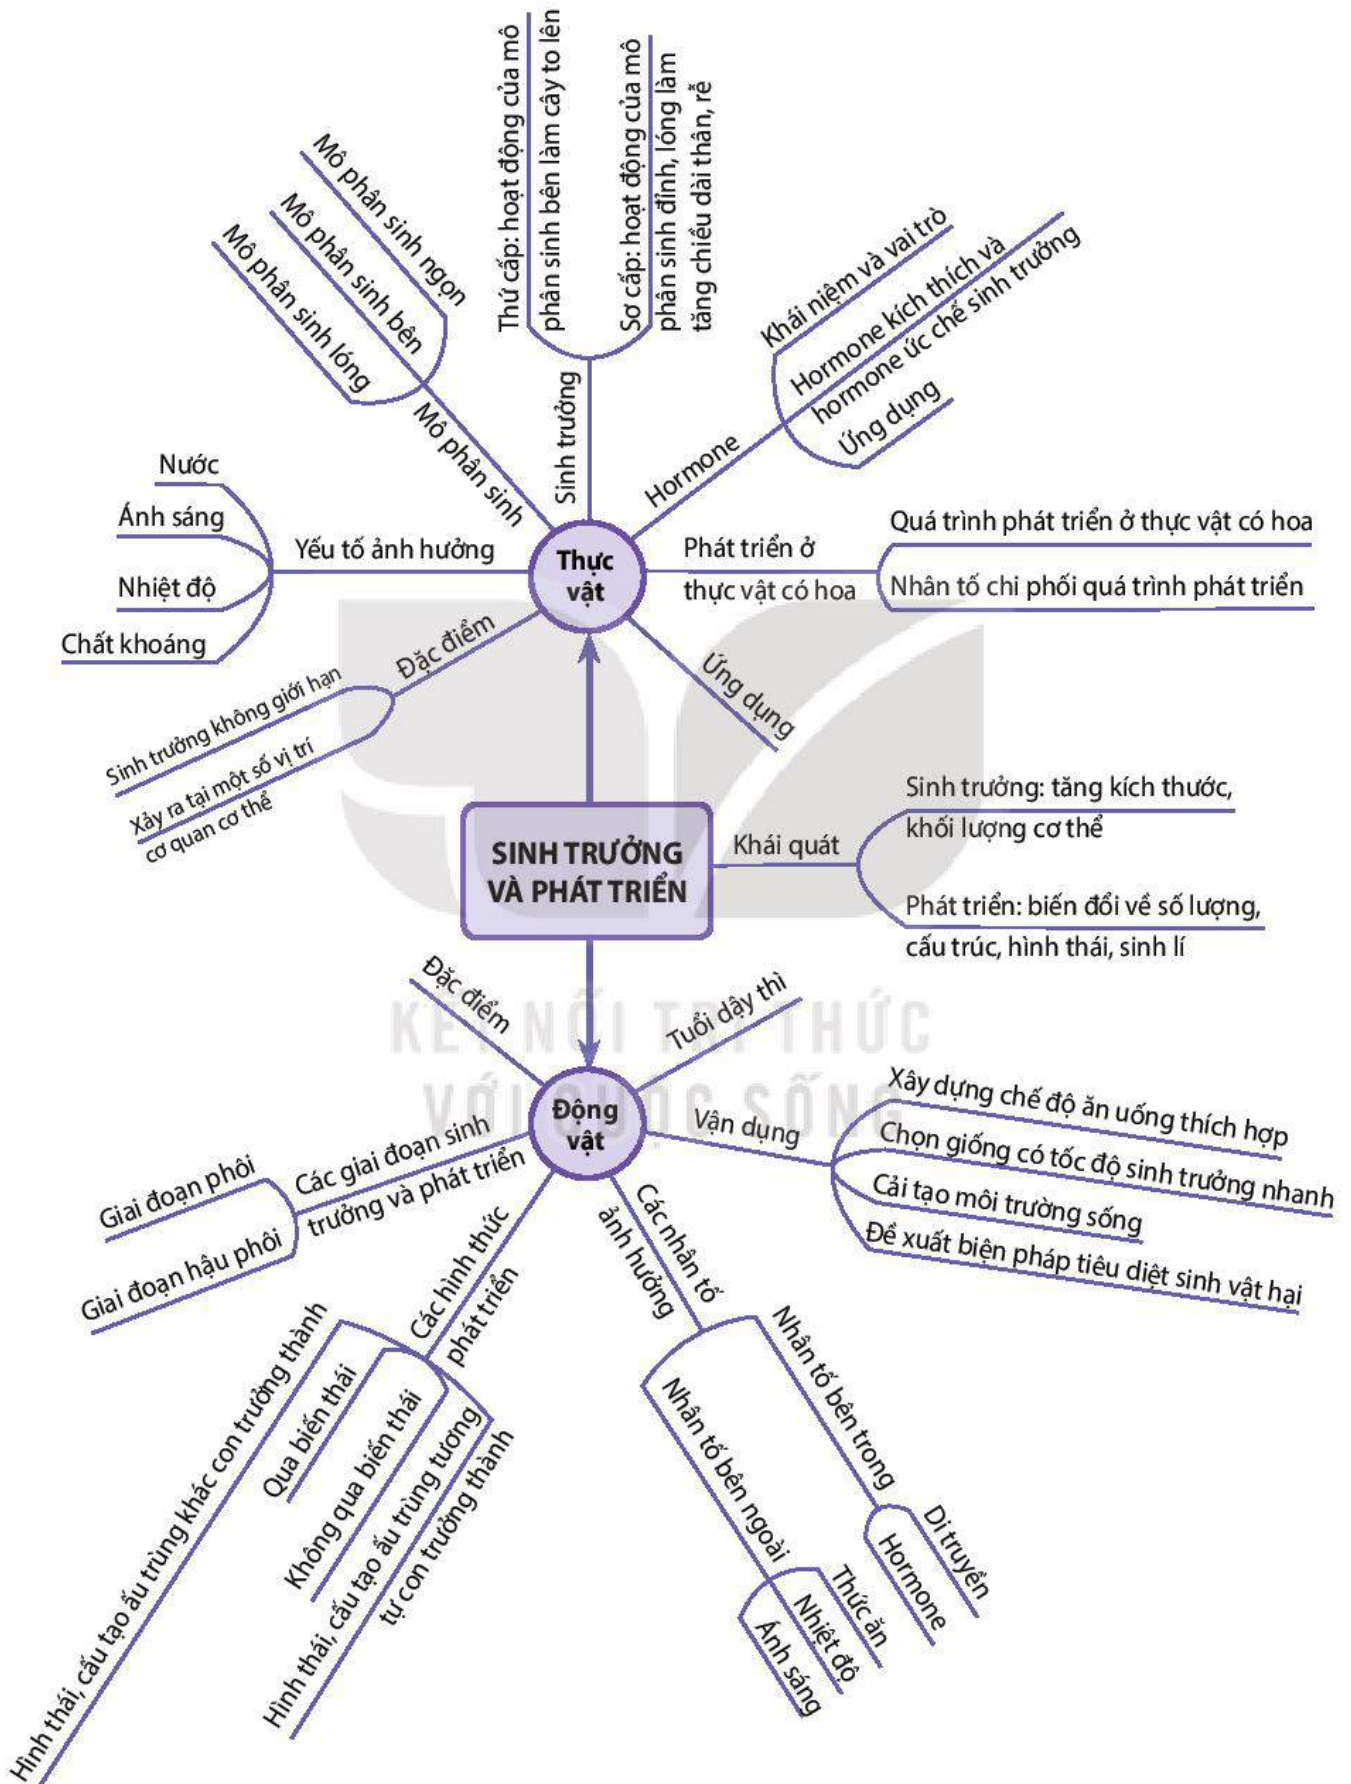 Thứ cấp: hoạt động của mô
phân sinh bên làm cây to lên
Sơ cấp: hoạt động của mô
phân sinh đỉnh, lóng làm
tăng chiều dài thân, rễ
Sinh trưởng
Mô phân sinh ngọn
Mô phân sinh bên
Mô phân sinh lóng
Mô phân sinh
Khái niệm và vai trò
Hormone kích thích và
hormone ức chế sinh trưởng
Ứng dụng
Hormone
Nước
Ánh sáng
Nhiệt độ
Chất khoáng
Yếu tố ảnh hưởng
Thực
vật
Phát triển ở
thực vật có hoa
Quá trình phát triển ở thực vật có hoa
Nhân tố chi phối quá trình phát triển
Đặc điểm
Sinh trưởng không giới hạn
Xảy ra tại một số vị trí
cơ quan cơ thể
Ứng dụng
SINH TRƯỞNG
VÀ PHÁT TRIỂN
Khái quát
Sinh trưởng: tăng kích thước,
khối lượng cơ thể
Phát triển: biến đổi về số lượng,
cấu trúc, hình thái, sinh lí
KẾT NỐI TRI THỨC
VỚI CUỘC SỐNG
Đặc điểm
Tuổi dậy thì
Động
vật
Vận dụng
Xây dựng chế độ ăn uống thích hợp
Chọn giống có tốc độ sinh trưởng nhanh
Cải tạo môi trường sống
Đề xuất biện pháp tiêu diệt sinh vật hại
Các giai đoạn sinh
trưởng và phát triển
Giai đoạn phôi
Giai đoạn hậu phôi
Các hình thức
phát triển
Hình thái, cấu tạo ấu trùng khác con trưởng thành
Qua biến thái
Không qua biến thái
Hình thái, cấu tạo ấu trùng tương
tự con trưởng thành
Các nhân tố
ảnh hưởng
Nhân tố bên trong
Di truyền
Hormone
Nhân tố bên ngoài
Thức ăn
Nhiệt độ
Ánh sáng